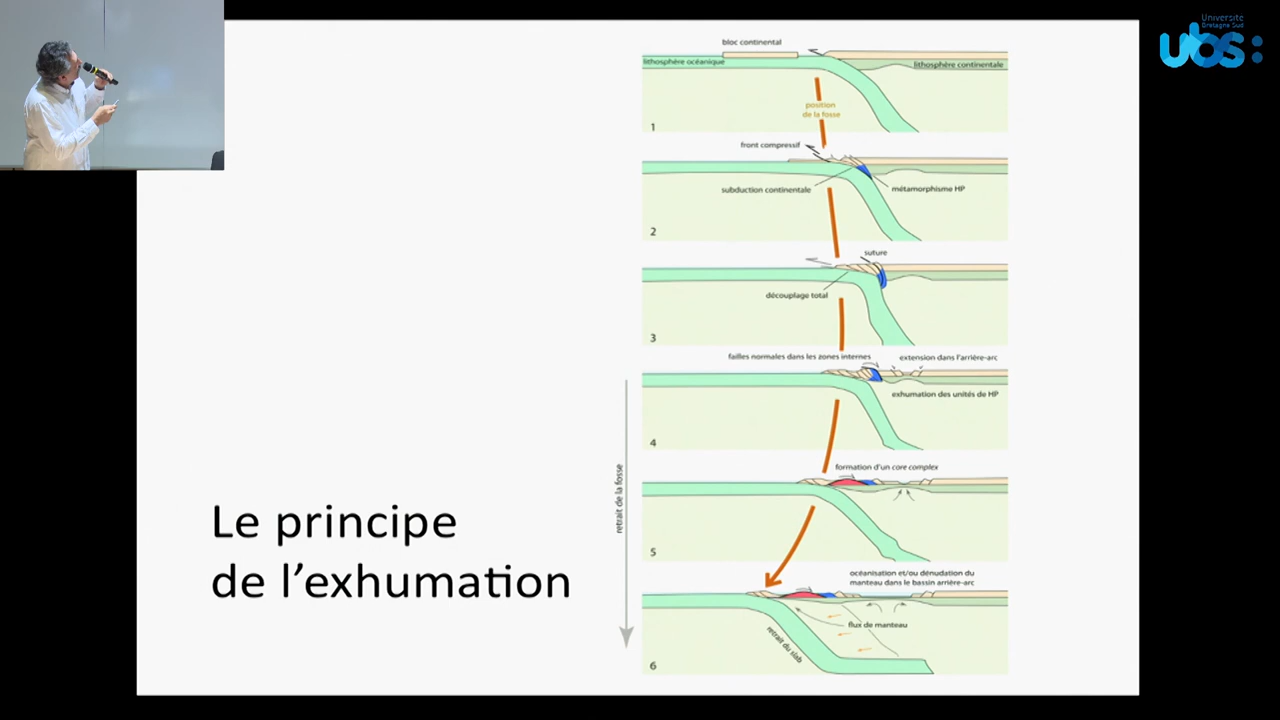 Université
Bretagne Sud
ubs:
bloc continental
lithosphère océanique
lithosphère continentale
position
de la fosse
1
front compressif
subduction continentale
métamorphisme HP
2
suture
découplage total
3
failles normales dans les zones internes
extension dans l'arrière-arc
exhumation des unités de HP
4
formation d'un core complex
5
océanisation et/ou dénudation du
manteau dans le bassin arrière-arc
flux de manteau
retrait du slab
6
retrait de la fosse
Le principe
de l'exhumation